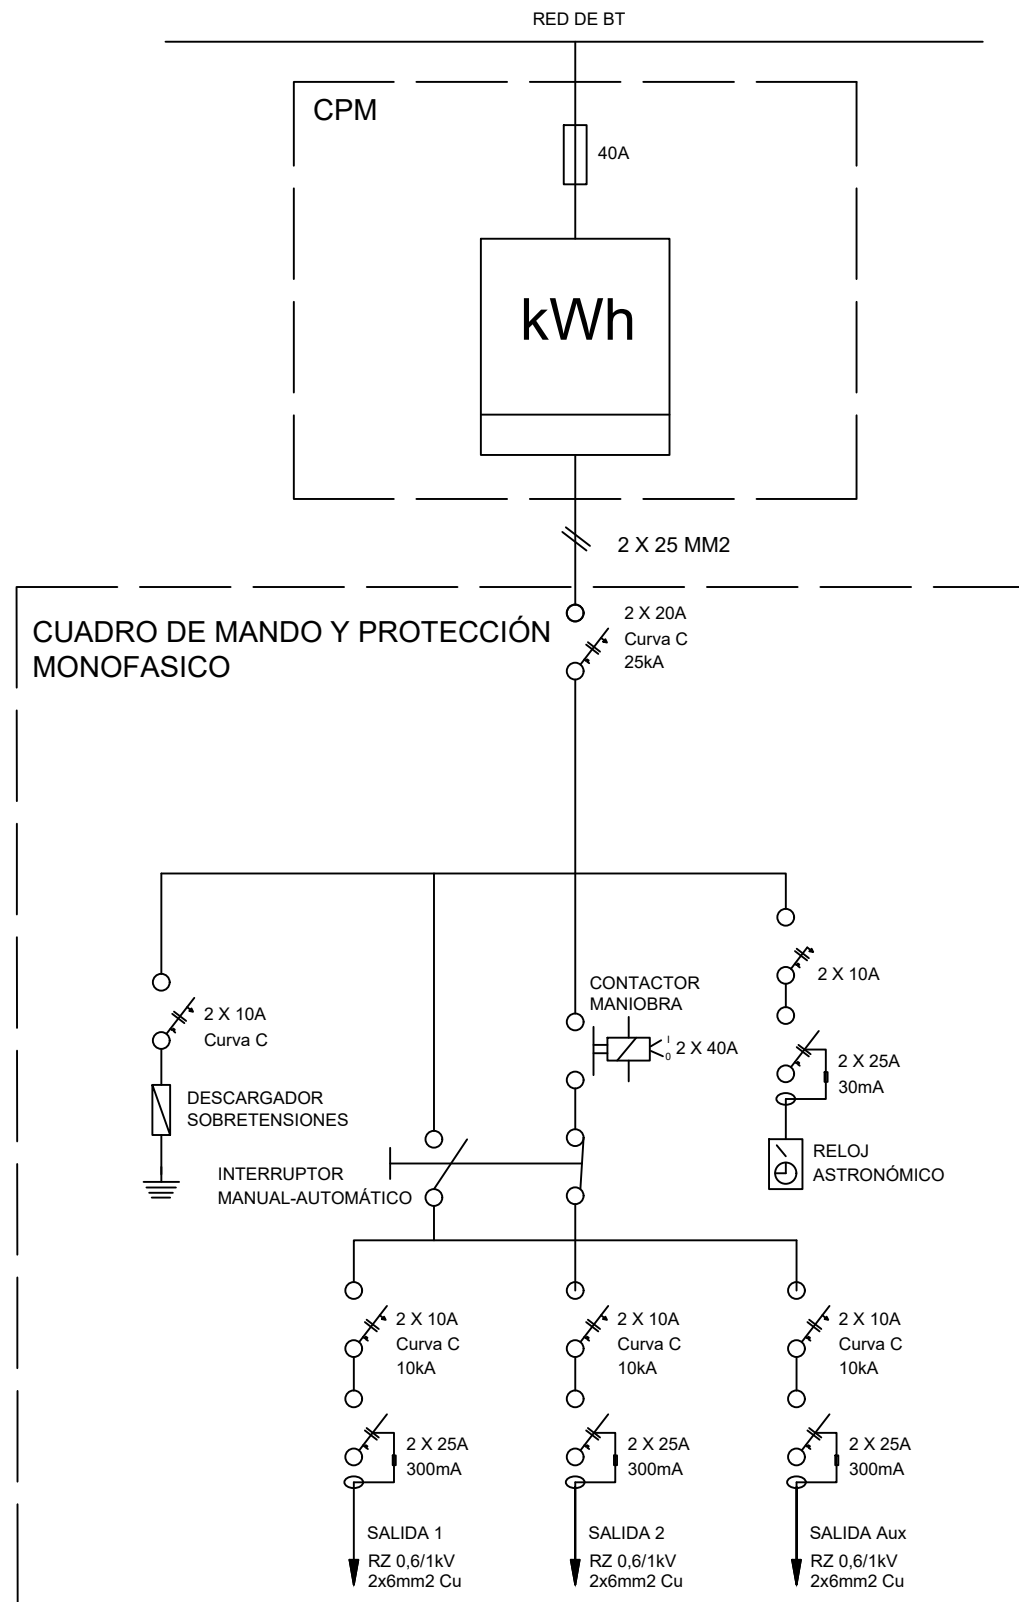 RED DE BT
CPM
40A
kWh
2 X 25 MM2
CUADRO DE MANDO Y PROTECCIÓN
MONOFASICO
2 X 20A
Curva C
25kA
2 X 10A
Curva C
DESCARGADOR
SOBRETENSIONES
INTERRUPTOR
MANUAL-AUTOMÁTICO
CONTACTOR
MANIOBRA
I
0
2 X 40A
2 X 10A
2 X 25A
30mA
RELOJ
ASTRONÓMICO
2 X 10A
Curva C
10kA
2 X 25A
300mA
SALIDA 1
RZ 0,6/1kV
2x6mm2 Cu
2 X 10A
Curva C
10kA
2 X 25A
300mA
SALIDA 2
RZ 0,6/1kV
2x6mm2 Cu
2 X 10A
Curva C
10kA
2 X 25A
300mA
SALIDA Aux
RZ 0,6/1kV
2x6mm2 Cu